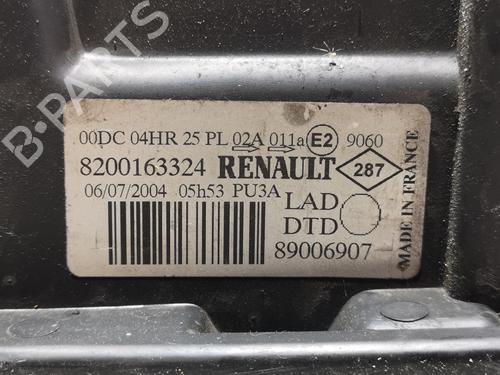 00DC 04HR 25 PL 02A 011a E2 9060
8200163324 RENAULT 287
06/07/2004 05h53 PU3A
LAD
DTD
89006907
MADE IN FRANCE
B-PARTS